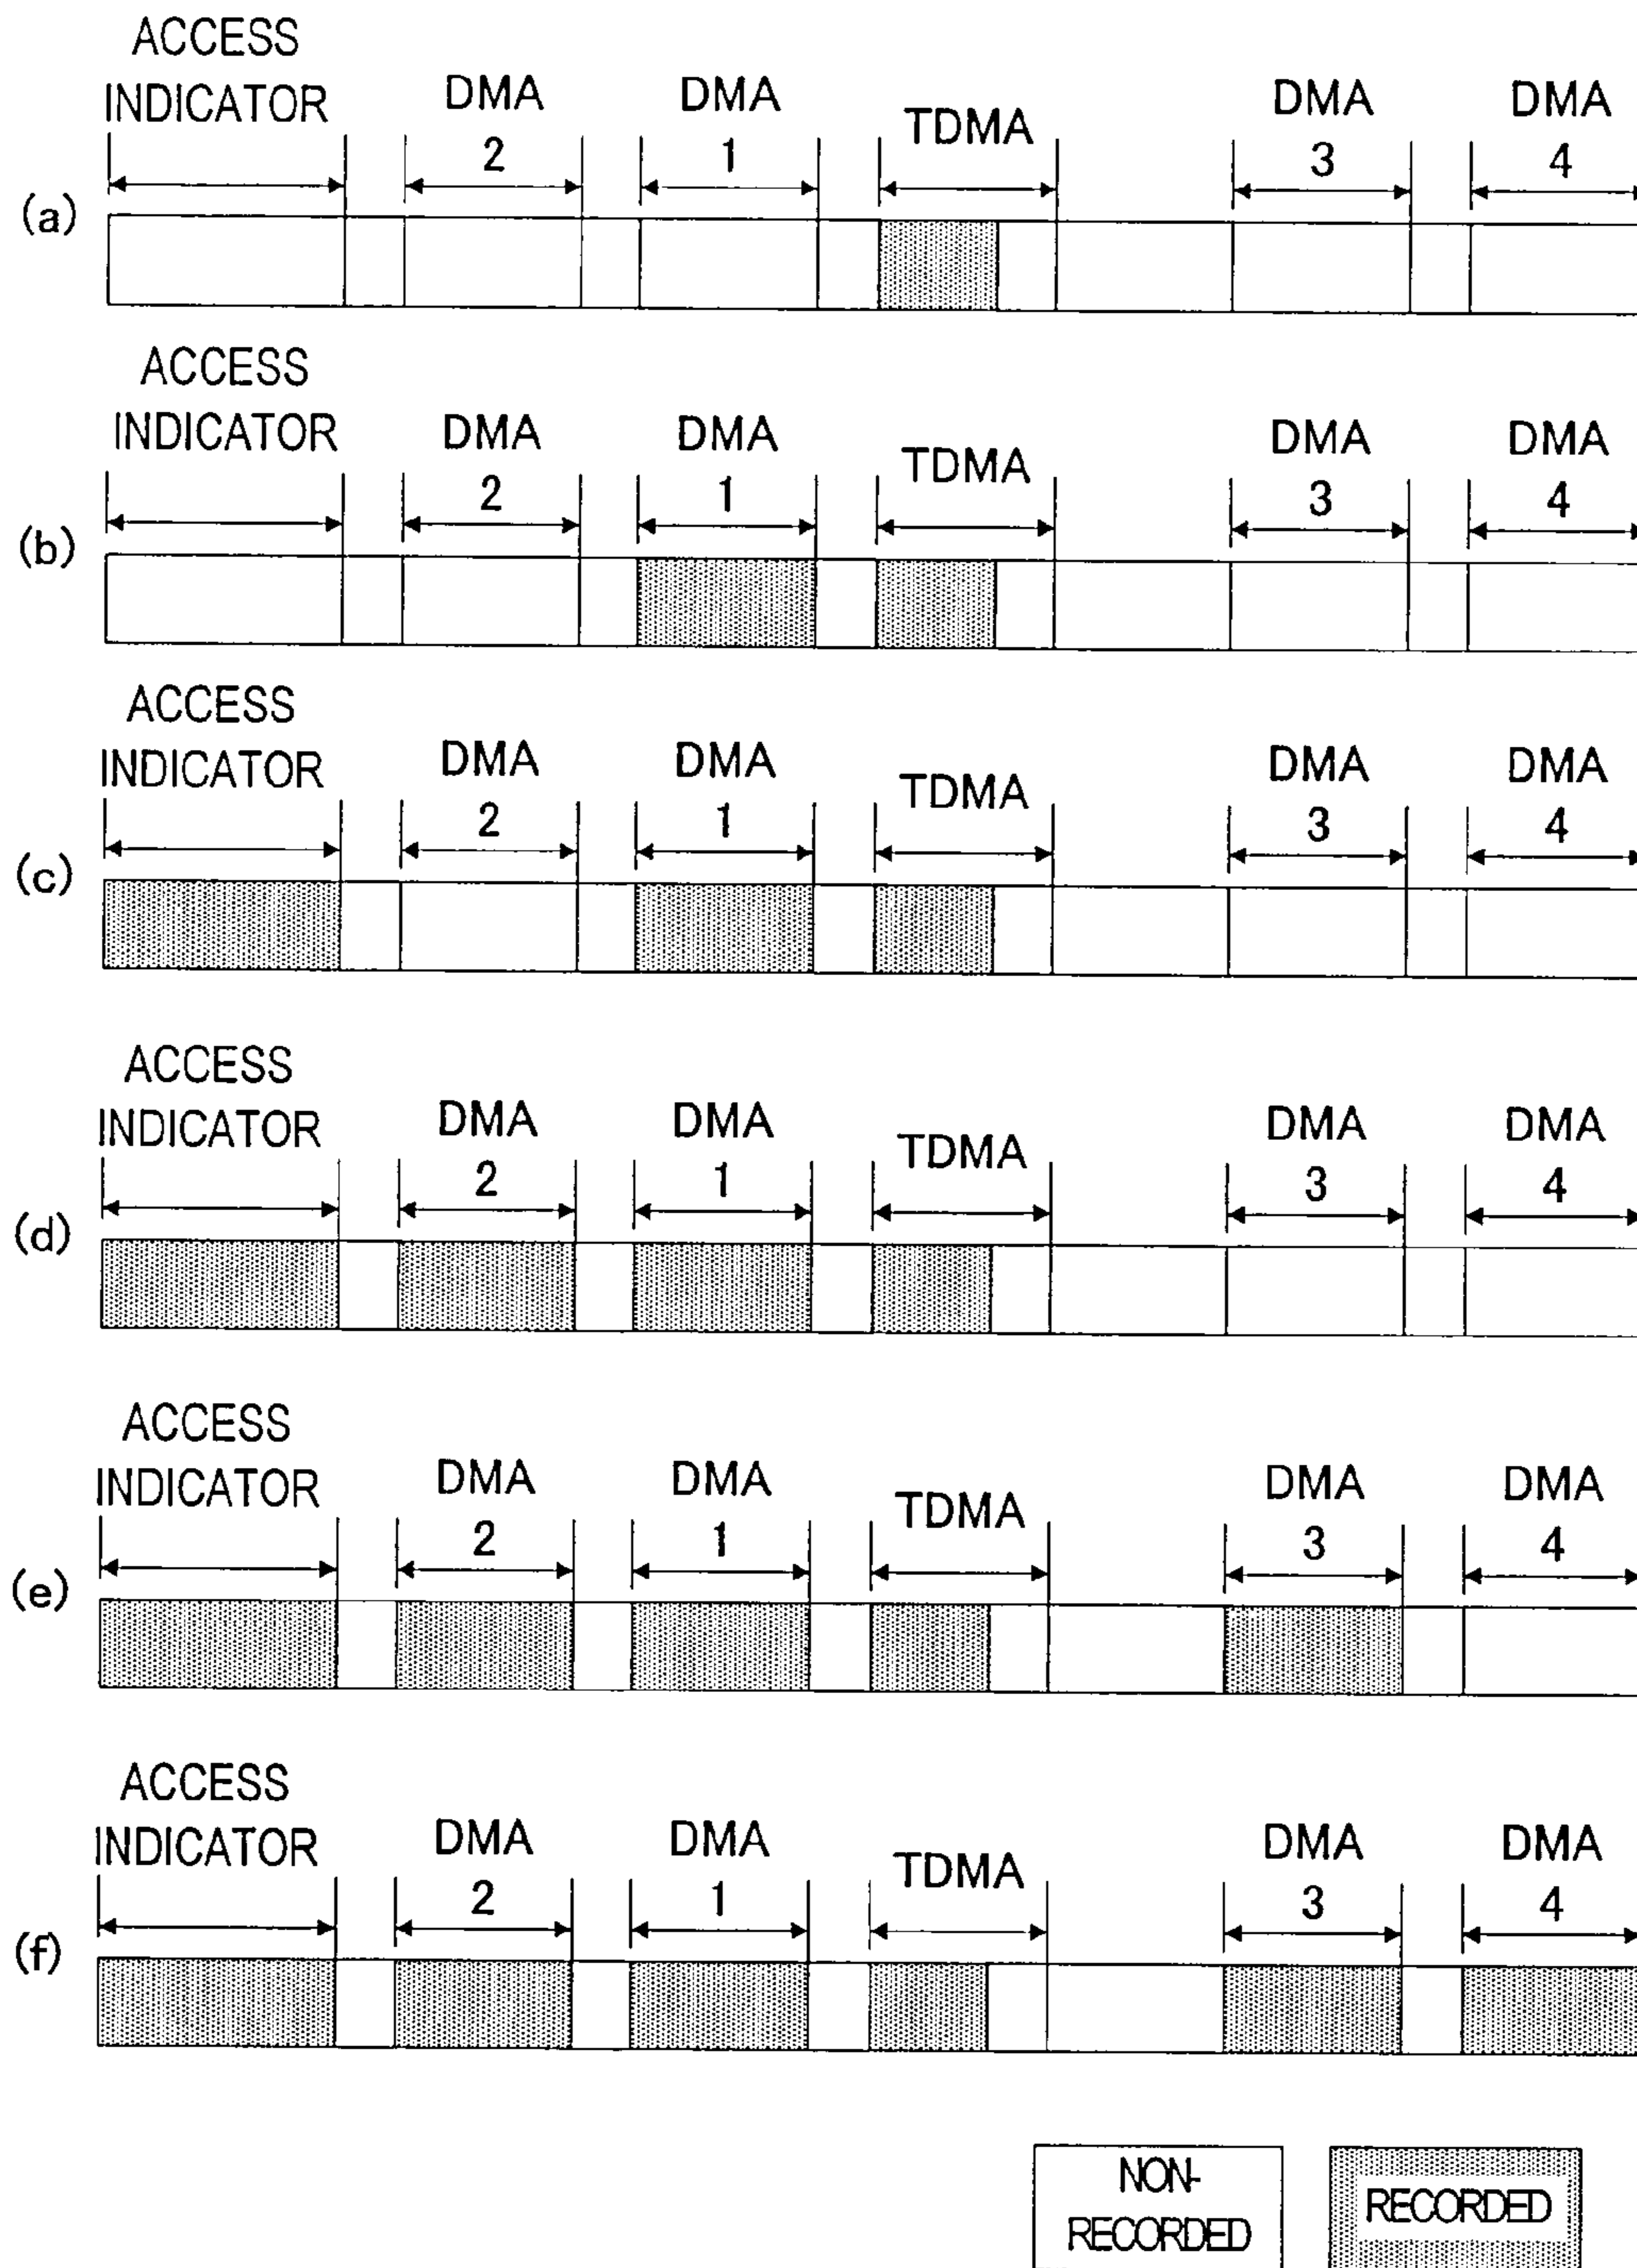 ACCESS
INDICATOR
DMA
2
DMA
1
TDMA
DMA
3
DMA
4
(a)
ACCESS
INDICATOR
DMA
2
DMA
1
TDMA
DMA
3
DMA
4
(b)
ACCESS
INDICATOR
DMA
2
DMA
1
TDMA
DMA
3
DMA
4
(c)
ACCESS
INDICATOR
DMA
2
DMA
1
TDMA
DMA
3
DMA
4
(d)
ACCESS
INDICATOR
DMA
2
DMA
1
TDMA
DMA
3
DMA
4
(e)
ACCESS
INDICATOR
DMA
2
DMA
1
TDMA
DMA
3
DMA
4
(f)
NON-
RECORDED
RECORDED